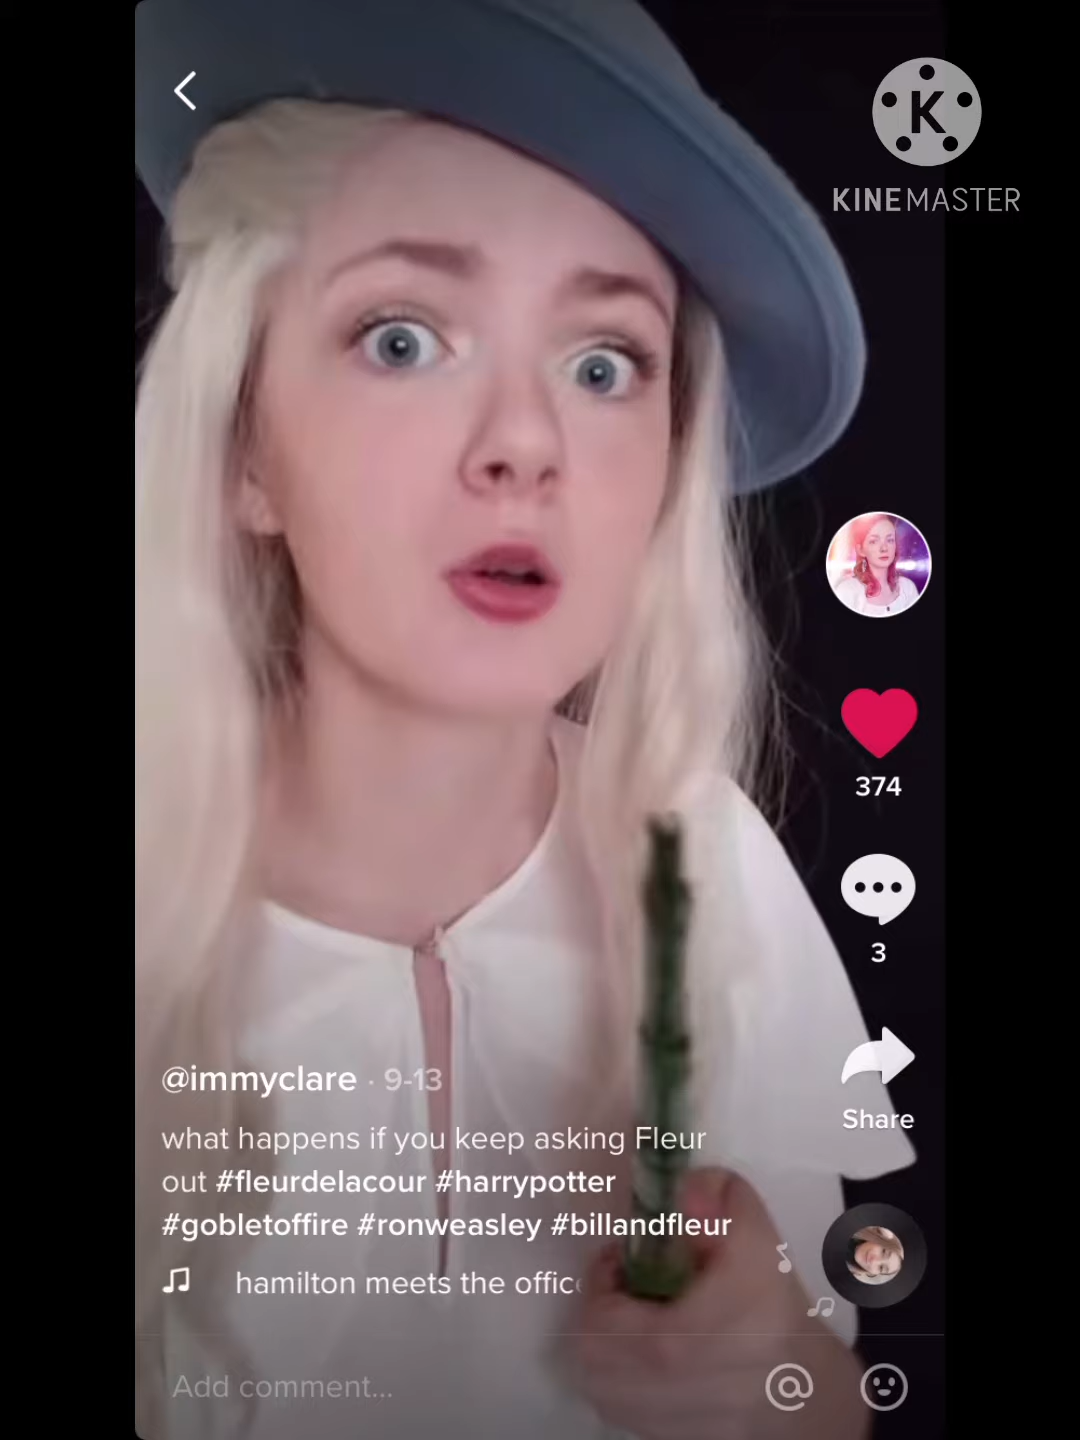 K
KINEMASTER
374
3
Share
@immyclare · 9-13
what happens if you keep asking Fleur
out #fleurdelacour #harrypotter
#gobletoffire #ronweasley #billandfleur
hamilton meets the office
Add comment...